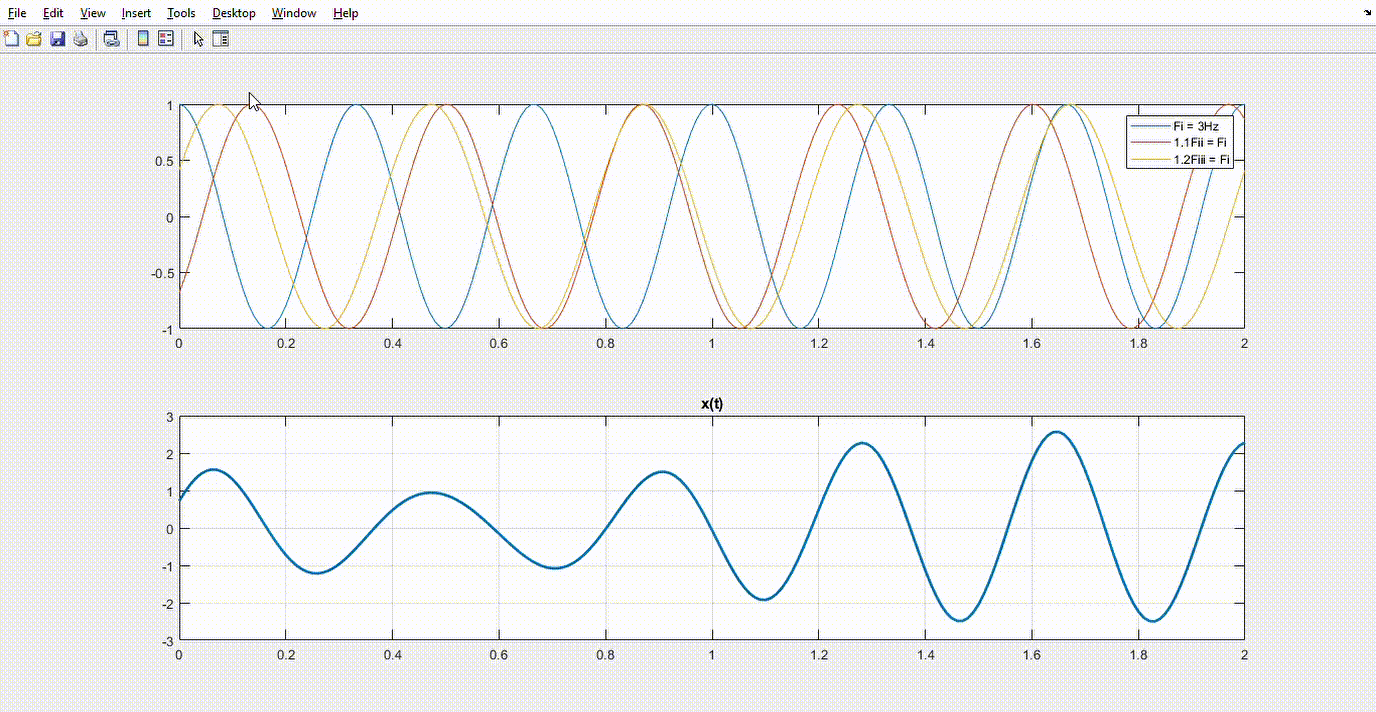 File Edit View Insert Tools Desktop Window Help
1
0.5
0
-0.5
-1
0 0.2 0.4 0.6 0.8 1 1.2 1.4 1.6 1.8 2
Fi = 3Hz
1.1Fii = Fi
1.2Fiii = Fi
x(t)
3
2
1
0
-1
-2
-3
0 0.2 0.4 0.6 0.8 1 1.2 1.4 1.6 1.8 2